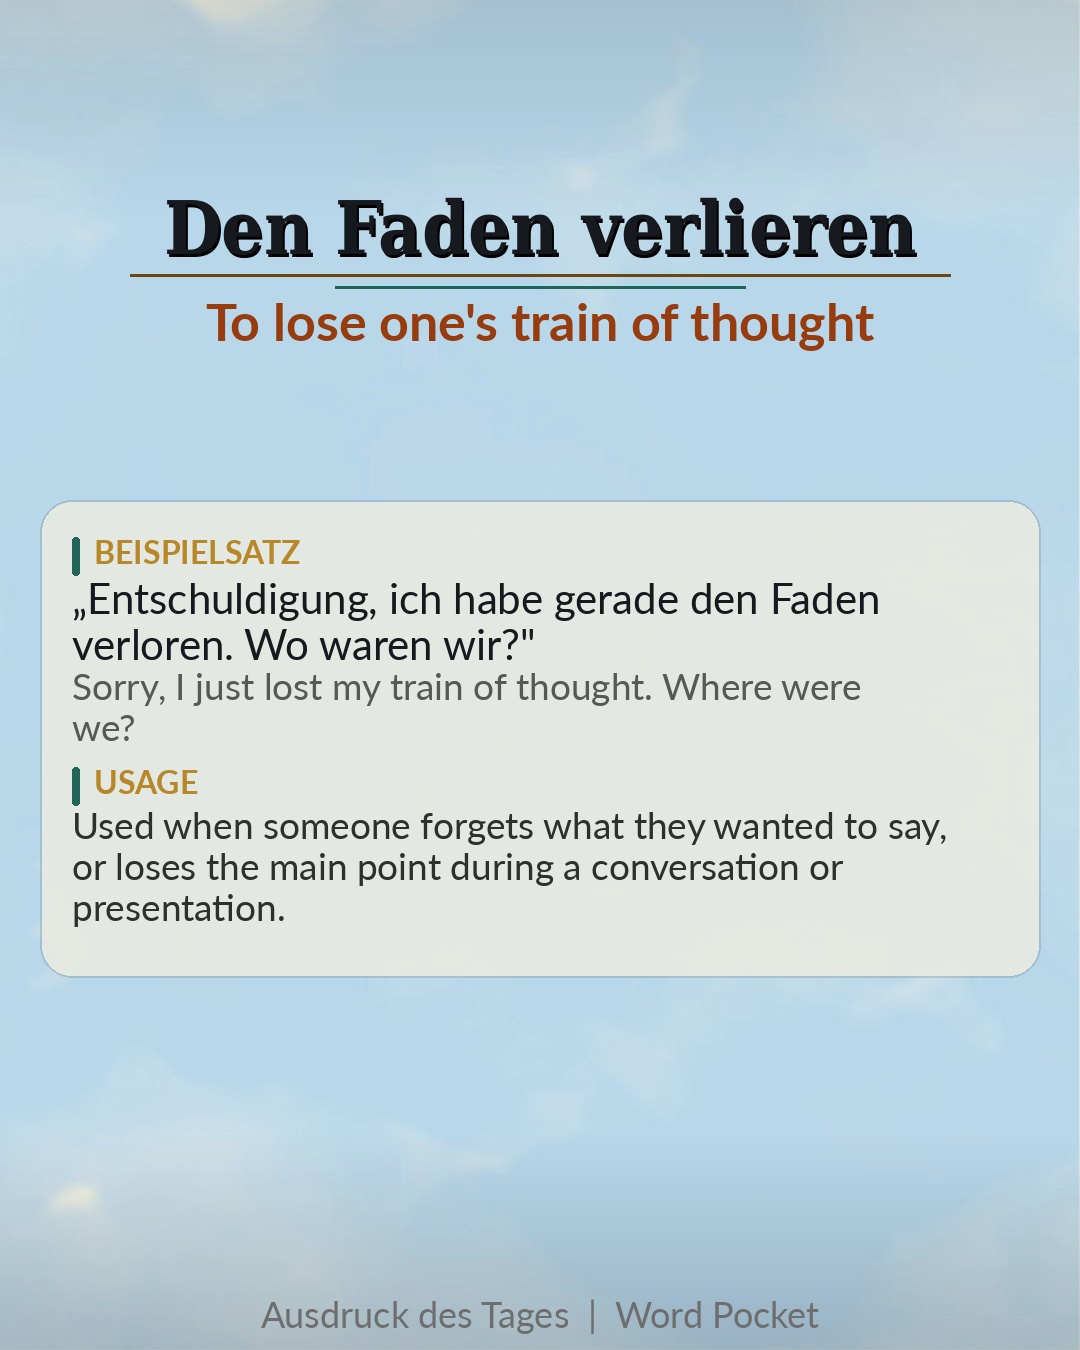 Den Faden verlieren
To lose one's train of thought
BEISPIELSATZ
„Entschuldigung, ich habe gerade den Faden
verloren. Wo waren wir?"
Sorry, I just lost my train of thought. Where were
we?
USAGE
Used when someone forgets what they wanted to say,
or loses the main point during a conversation or
presentation.
Ausdruck des Tages | Word Pocket